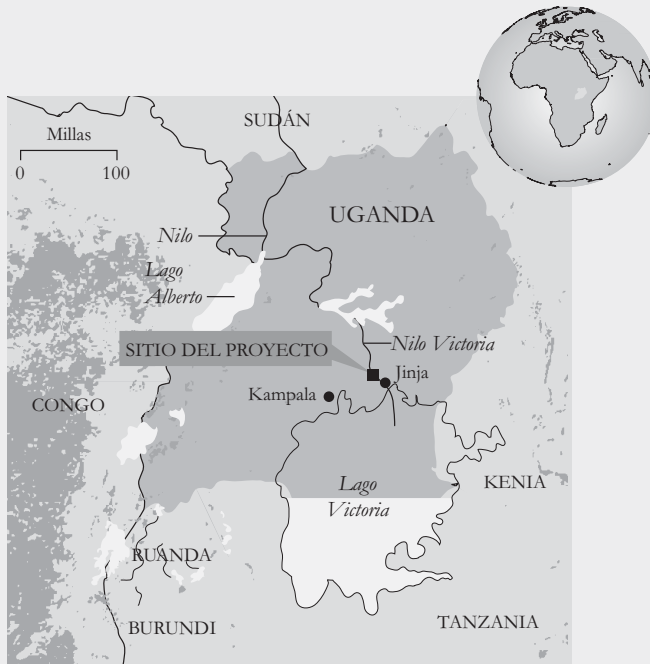 SUDÁN
Millas
0 100
UGANDA
Nilo
Lago
Alberto
Nilo Victoria
SITIO DEL PROYECTO
Jinja
Kampala
CONGO
Lago
Victoria
KENIA
RUANDA
BURUNDI
TANZANIA